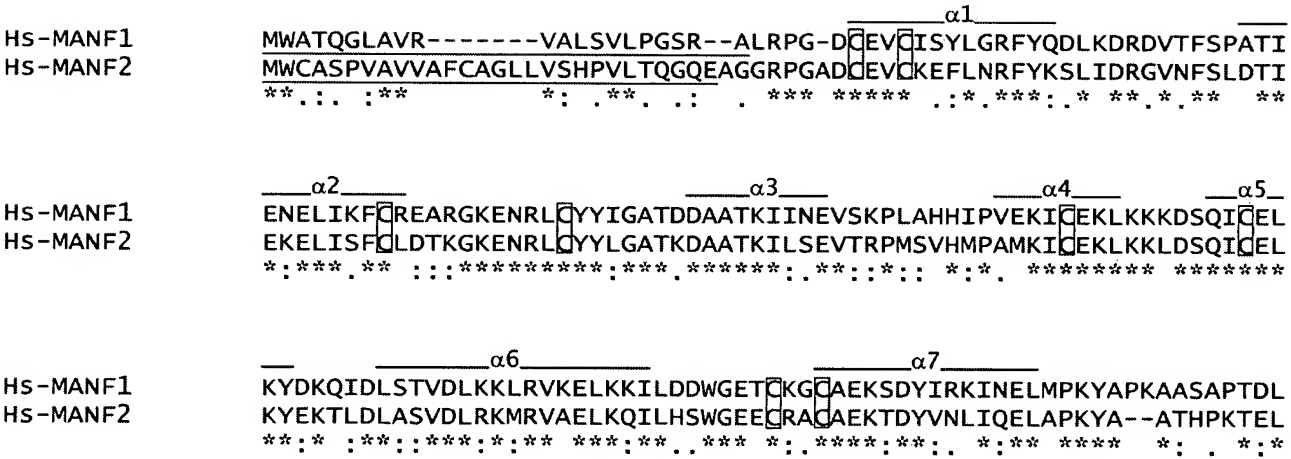 α1
Hs-MANF1 MWATQGLAVR-------VALSVLPGSR--ALRPG-DCEVCISYLGRFYQDLKDRDVTFSPATI
Hs-MANF2 MWCASPVAVVAFCAGLLVSHPVLTQGQEAGGRPGADCEVCKEFLNRFYKSLIDRGVNFSLDTI
**.:. :**        *: .**. .:  . *** ***** .:*.***:.* **.*.**  **
α2 α3 α4 α5
Hs-MANF1 ENELIKFCREARGKENRLCYYIGATDDAATKIINEVSKPLAHHIPVEKICEKLKKKDSQICEL
Hs-MANF2 EKELISFCLDTKGKENRLCYYLGATKDAATKILSEVTRPMSVHMPAMKICEKLKKLDSQICEL
*:***.** :::*********:***.******:.**::*:: *:*. ******** *******
α6 α7
Hs-MANF1 KYDKQIDLSTVDLKKLRVKELKKILDDWGETCKGCAEKSDYIRKINELMPKYAPKAASAPTDL
Hs-MANF2 KYEKTLDLASVDLRKMRVAELKQILHSWGEECRACAEKTDYVNLIQELAPKYA--ATHPKTEL
**:* :**::***:*:** ***:**..*** *:.****:**:. *:** ****  *: . *:*